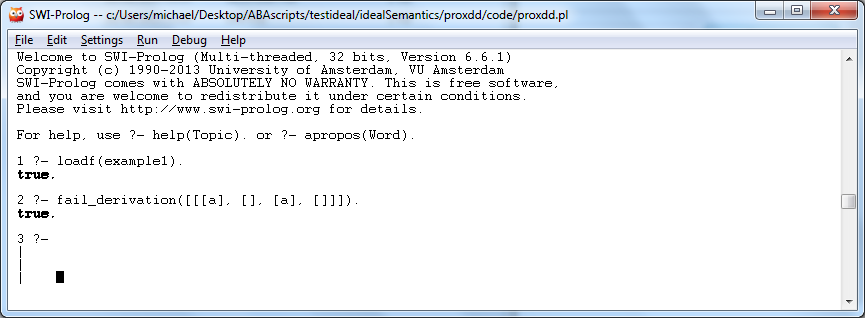 SWI-Prolog -- c:/Users/michael/Desktop/ABAscripts/testideal/idealSemantics/proxdd/code/proxdd.pl
File Edit Settings Run Debug Help
Welcome to SWI-Prolog (Multi-threaded, 32 bits, Version 6.6.1)
Copyright (c) 1990-2013 University of Amsterdam, VU Amsterdam
SWI-Prolog comes with ABSOLUTELY NO WARRANTY. This is free software,
and you are welcome to redistribute it under certain conditions.
Please visit http://www.swi-prolog.org for details.
For help, use ?- help(Topic). or ?- apropos(Word).
1 ?- loadf(example1).
true.
2 ?- fail_derivation([[[a], [], [a], []]]).
true.
3 ?-
|
|
|